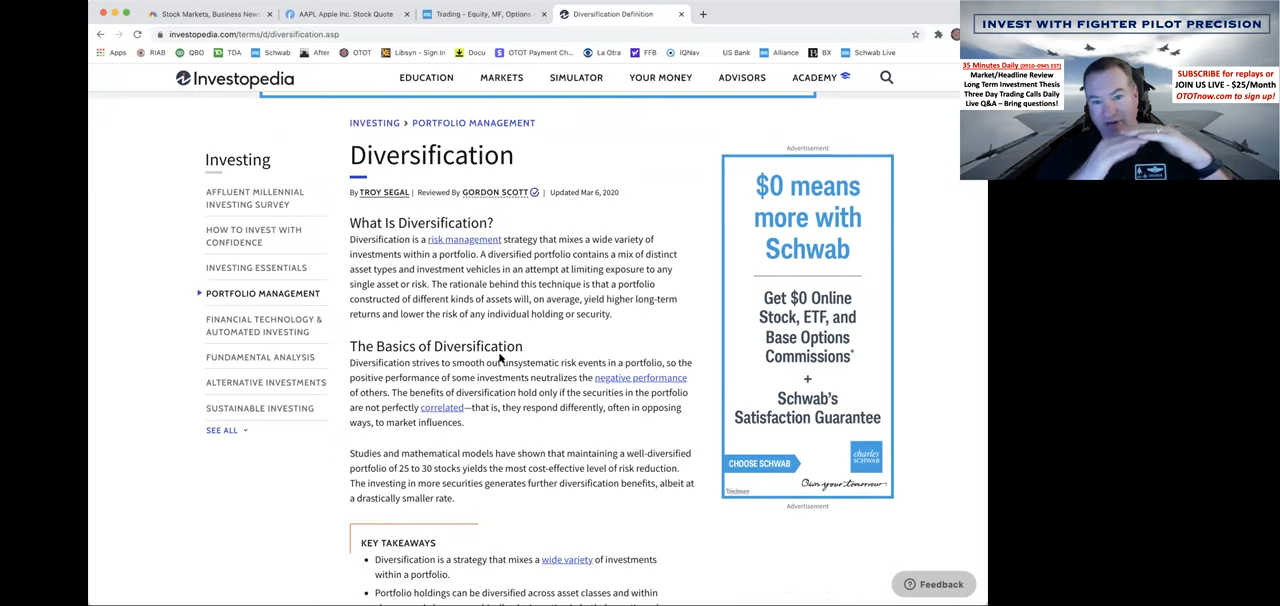 Stock Markets, Business New
AAPL Apple Inc. Stock Quote
Trading - Equity, MF, Options
Diversification Definition
investopedia.com/terms/d/diversification.asp
Apps
RIAB
QBO
TDA
Schwab
After
OTOT
Libsyn - Sign In
Docu
OTOT Payment Ch...
La Otra
FFB
IQNav
US Bank
Alliance
BX
Schwab Live
Investopedia
EDUCATION
MARKETS
SIMULATOR
YOUR MONEY
ADVISORS
ACADEMY
INVESTING > PORTFOLIO MANAGEMENT
Diversification
By TROY SEGAL | Reviewed By GORDON SCOTT | Updated Mar 6, 2020
What Is Diversification?
Diversification is a risk management strategy that mixes a wide variety of
investments within a portfolio. A diversified portfolio contains a mix of distinct
asset types and investment vehicles in an attempt at limiting exposure to any
single asset or risk. The rationale behind this technique is that a portfolio
constructed of different kinds of assets will, on average, yield higher long-term
returns and lower the risk of any individual holding or security.
The Basics of Diversification
Diversification strives to smooth out unsystematic risk events in a portfolio, so the
positive performance of some investments neutralizes the negative performance
of others. The benefits of diversification hold only if the securities in the portfolio
are not perfectly correlated—that is, they respond differently, often in opposing
ways, to market influences.
Studies and mathematical models have shown that maintaining a well-diversified
portfolio of 25 to 30 stocks yields the most cost-effective level of risk reduction.
The investing in more securities generates further diversification benefits, albeit at
a drastically smaller rate.
KEY TAKEAWAYS
• Diversification is a strategy that mixes a wide variety of investments
within a portfolio.
• Portfolio holdings can be diversified across asset classes and within
Investing
AFFLUENT MILLENNIAL
INVESTING SURVEY
HOW TO INVEST WITH
CONFIDENCE
INVESTING ESSENTIALS
PORTFOLIO MANAGEMENT
FINANCIAL TECHNOLOGY &
AUTOMATED INVESTING
FUNDAMENTAL ANALYSIS
ALTERNATIVE INVESTMENTS
SUSTAINABLE INVESTING
SEE ALL
Advertisement
$0 means
more with
Schwab
Get $0 Online
Stock, ETF, and
Base Options
Commissions*
+
Schwab's
Satisfaction Guarantee
CHOOSE SCHWAB
charles
SCHWAB
Own your tomorrow
Disclosure
Advertisement
Feedback
INVEST WITH FIGHTER PILOT PRECISION
35 Minutes Daily (0910-0945 EST)
Market/Headline Review
Long Term Investment Thesis
Three Day Trading Calls Daily
Live Q&A – Bring questions!
SUBSCRIBE for replays or
JOIN US LIVE - $25/Month
OTOTnow.com to sign up!